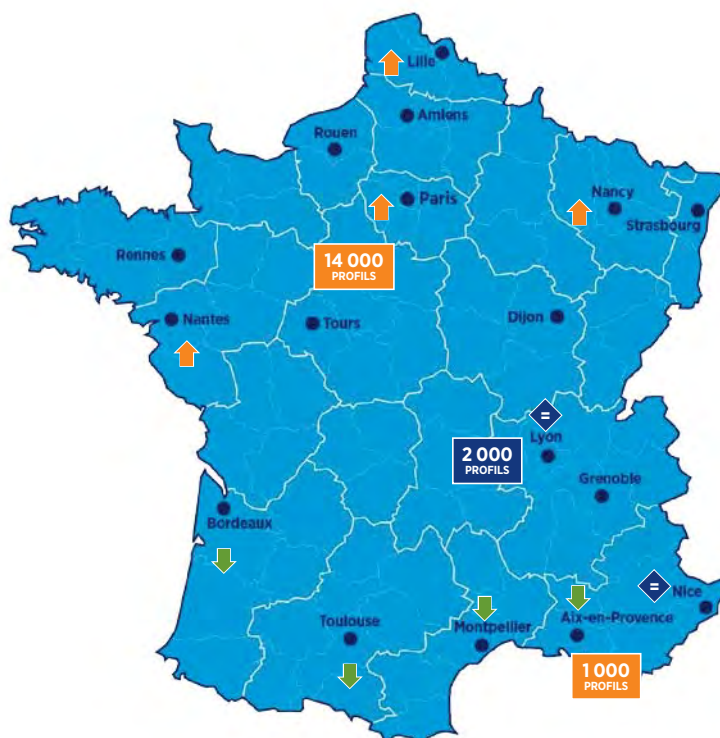 Lille
Amiens
Rouen
Paris
Nancy
Strasbourg
Rennes
14 000
PROFILS
Nantes
Tours
Dijon
=
Lyon
2 000
PROFILS
Grenoble
Bordeaux
=
Nice
Aix-en-Provence
Toulouse
Montpellier
1 000
PROFILS